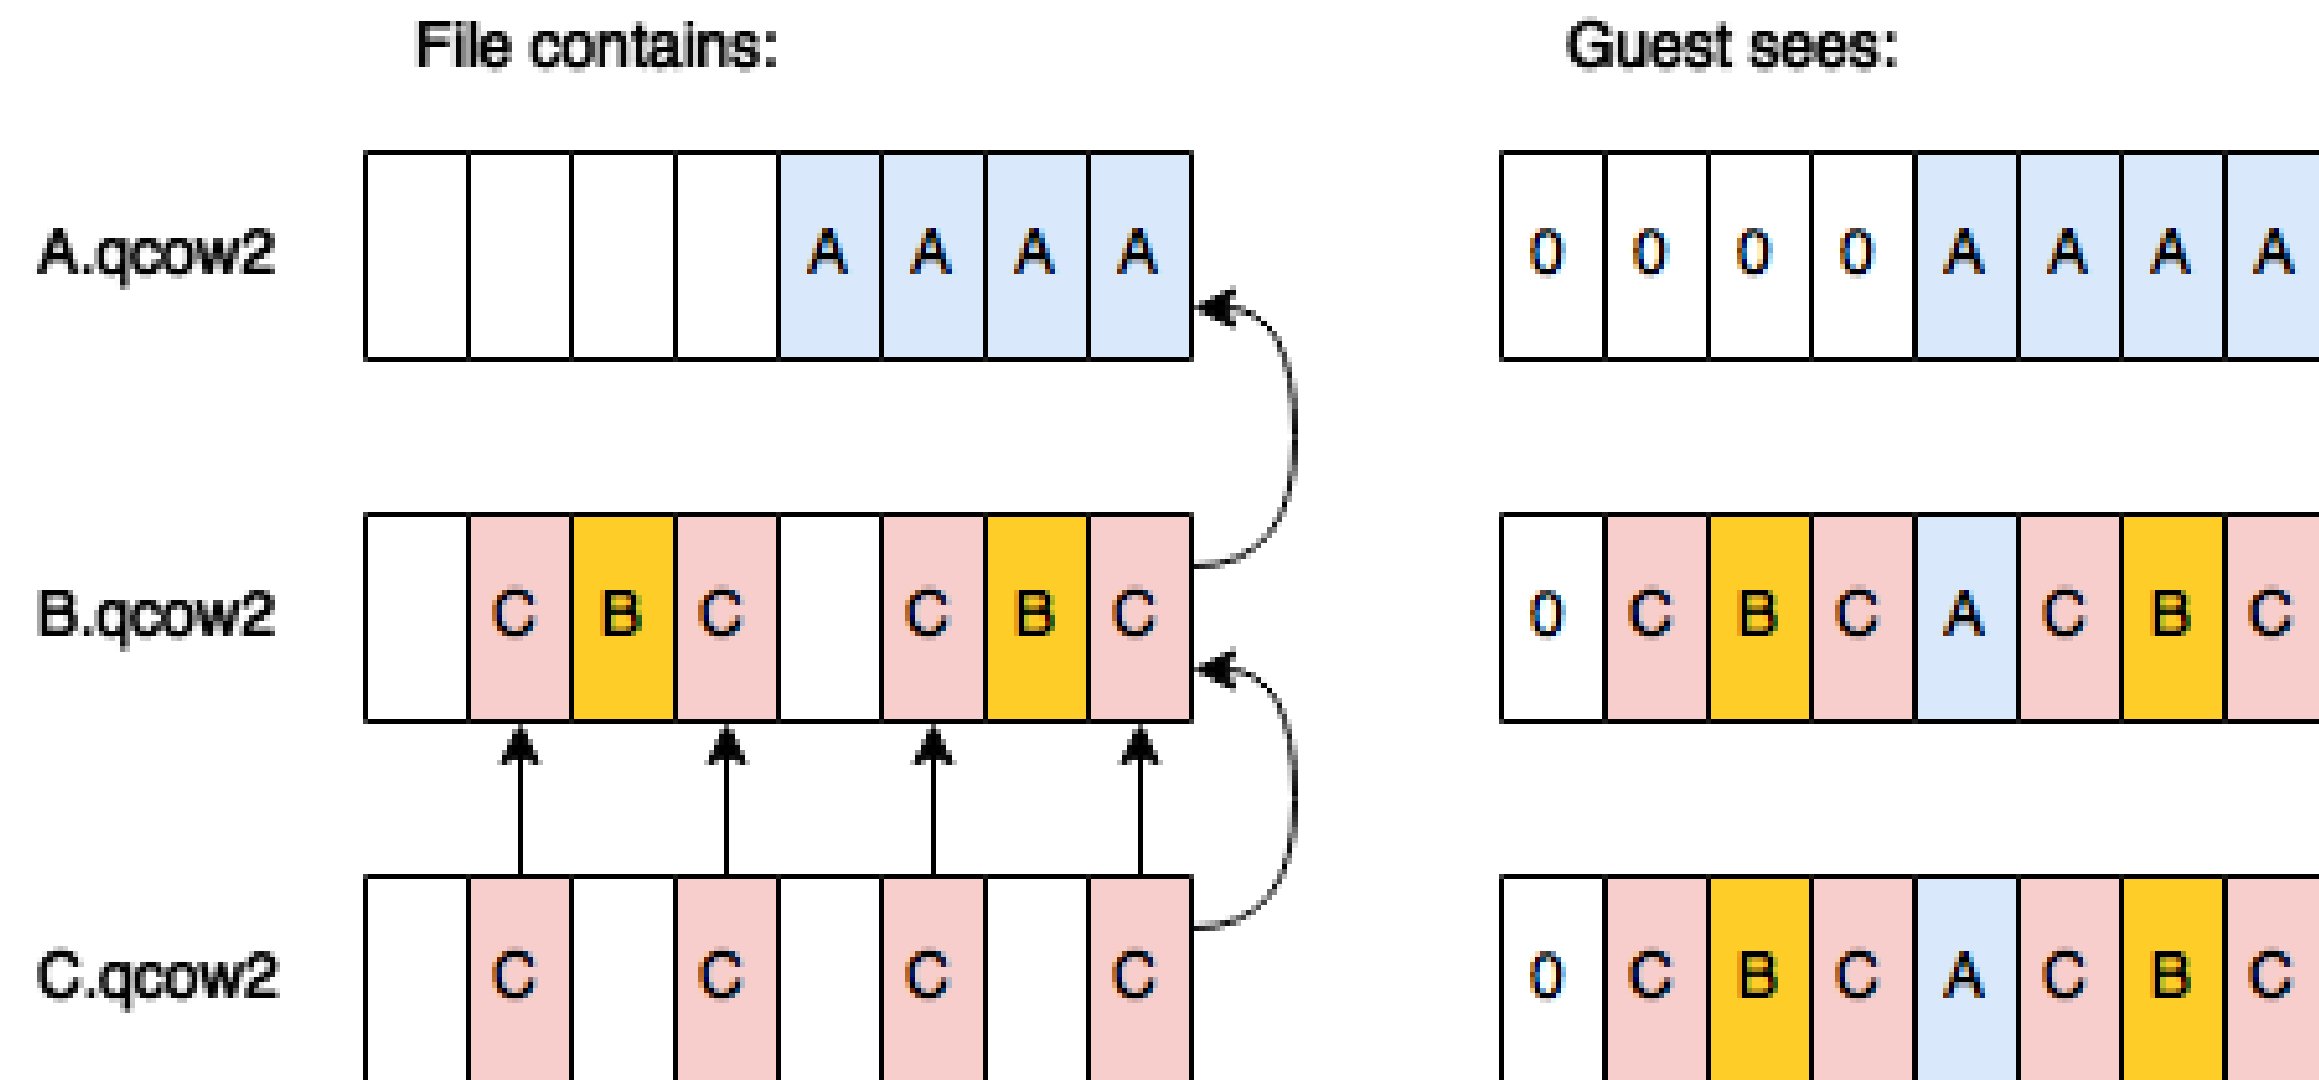 File contains: Guest sees:
A.qcow2 A A A A 0 0 0 0 A A A A
B.qcow2 C B C C B C 0 C B C A C B C
C.qcow2 C C C C 0 C B C A C B C